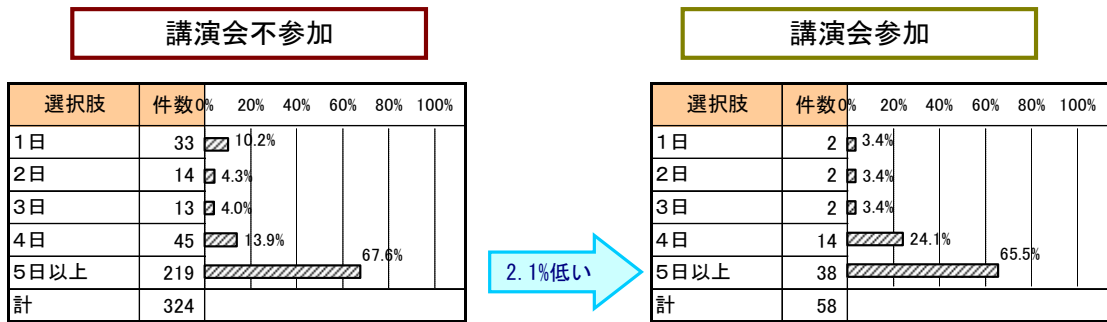 講演会不参加
選択肢 件数 0% 20% 40% 60% 80% 100%
1日 33 10.2%
2日 14 4.3%
3日 13 4.0%
4日 45 13.9%
5日以上 219 67.6%
計 324
2.1%低い
講演会参加
選択肢 件数 0% 20% 40% 60% 80% 100%
1日 2 3.4%
2日 2 3.4%
3日 2 3.4%
4日 14 24.1%
5日以上 38 65.5%
計 58